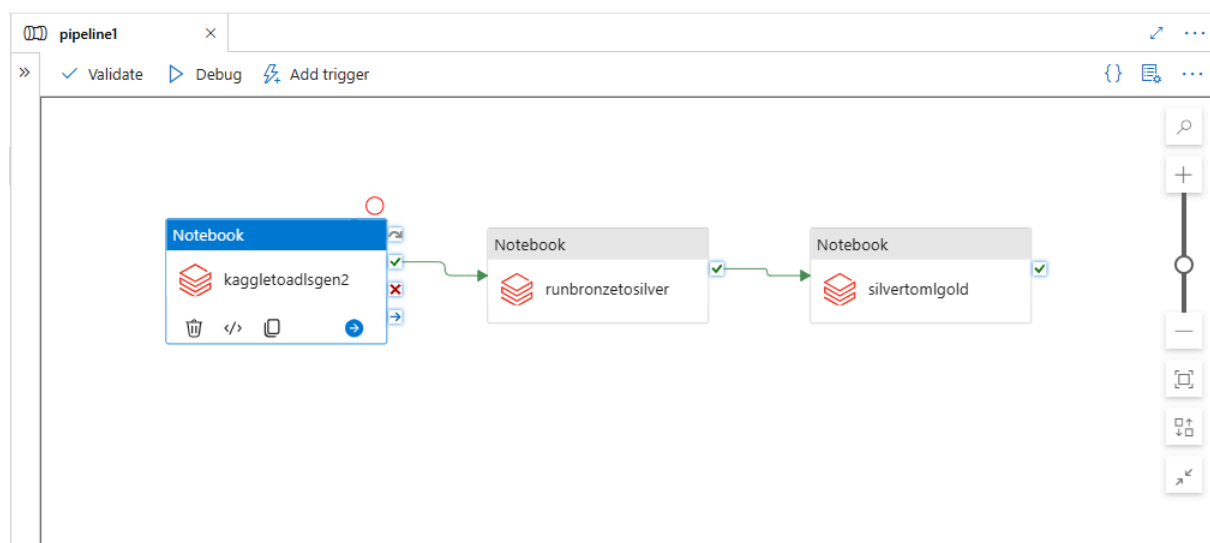 pipeline1
Validate Debug Add trigger
Notebook
kaggletoadlsgen2
Notebook
runbronzetosilver
Notebook
silvertomlgold